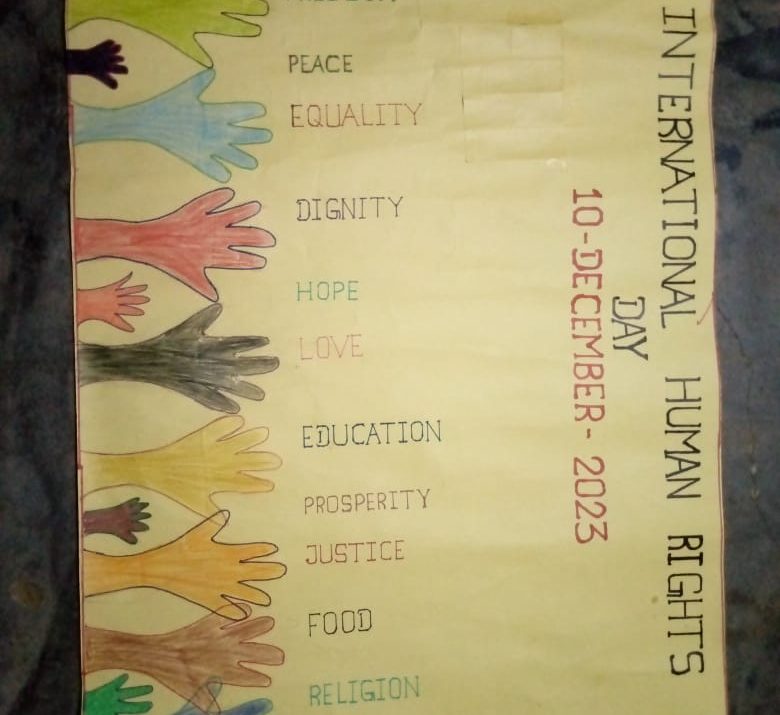 INTERNATIONAL HUMAN RIGHTS
DAY
10-DECEMBER-2023
PEACE
EQUALITY
DIGNITY
HOPE
LOVE
EDUCATION
PROSPERITY
JUSTICE
FOOD
RELIGION